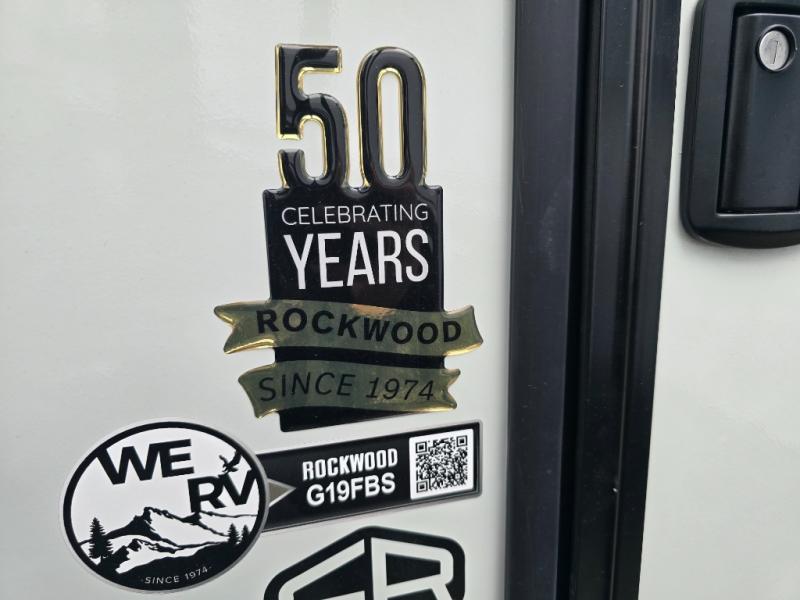 50
CELEBRATING
YEARS
ROCKWOOD
SINCE 1974
WE
RV
·SINCE 1974·
ROCKWOOD
G19FBS